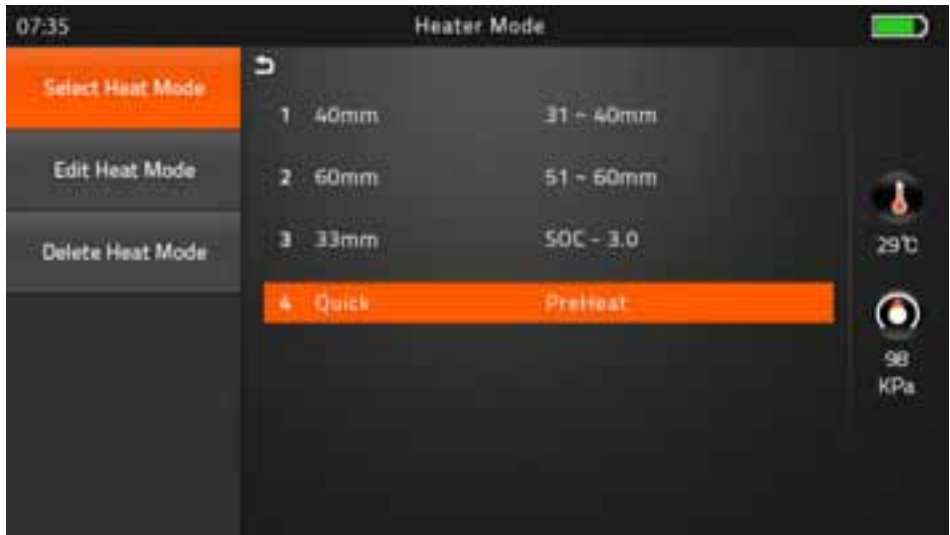 07:35 Heater Mode
Select Heat Mode
Edit Heat Mode
Delete Heat Mode
1 40mm 31 ~ 40mm
2 60mm 51 ~ 60mm
3 33mm SOC - 3.0
4 Quick PreHeat
29℃
98
KPa